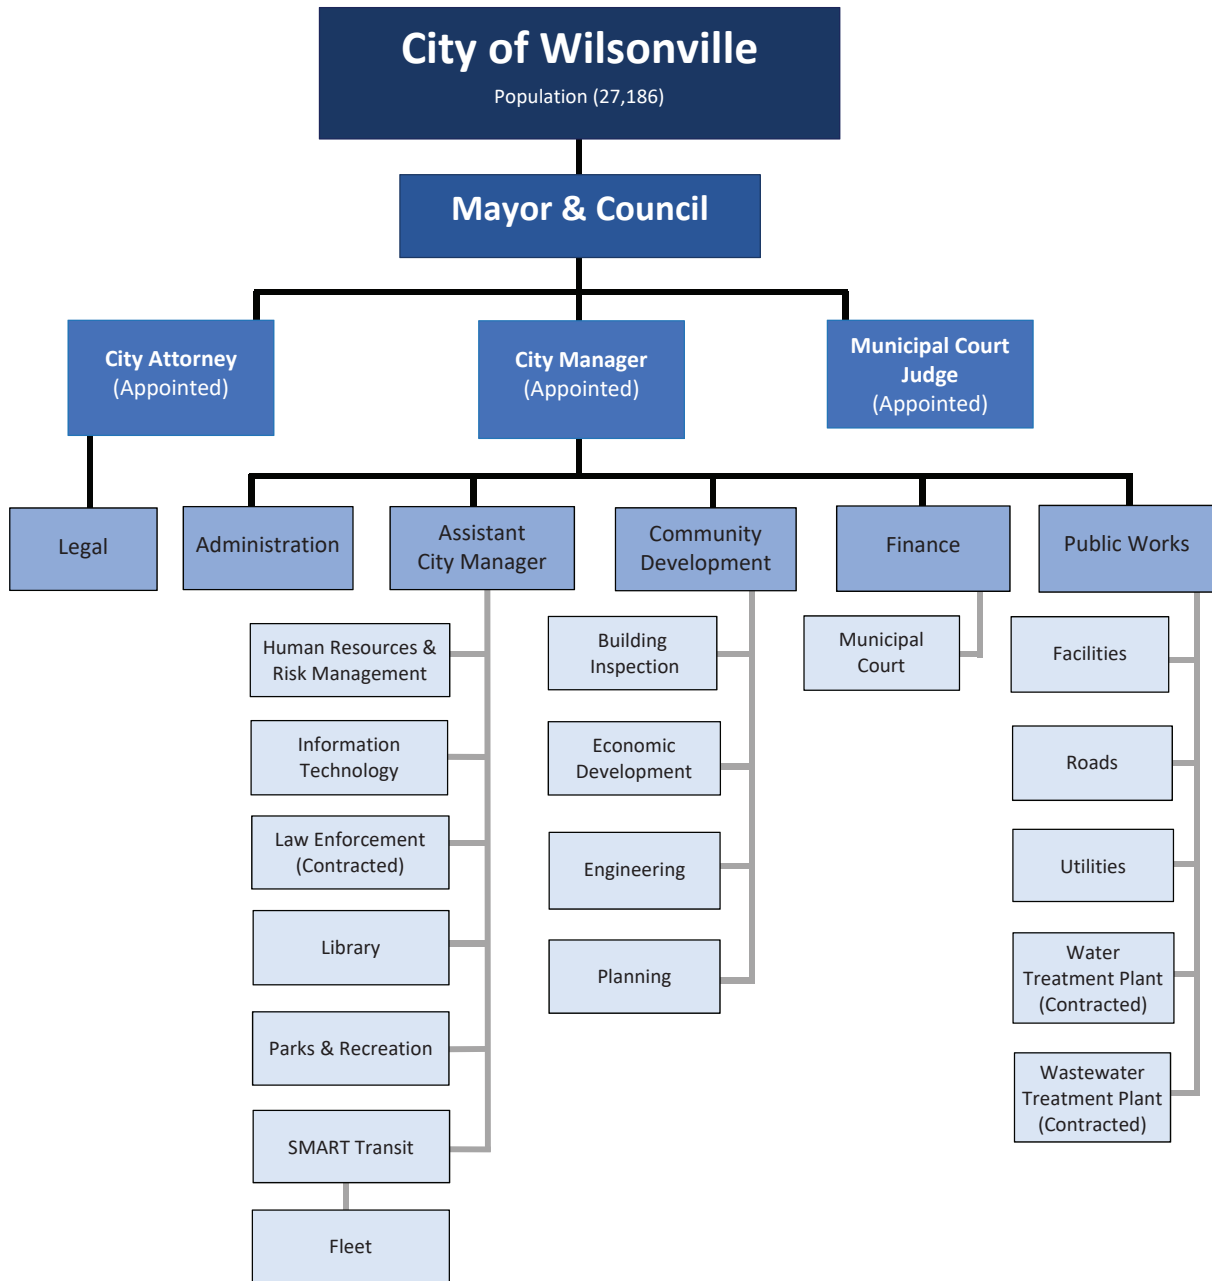 City of Wilsonville
Population (27,186)
Mayor & Council
City Attorney
(Appointed)
City Manager
(Appointed)
Municipal Court
Judge
(Appointed)
Legal
Administration
Assistant
City Manager
Community
Development
Finance
Public Works
Human Resources &
Risk Management
Information
Technology
Law Enforcement
(Contracted)
Library
Parks & Recreation
SMART Transit
Fleet
Building
Inspection
Economic
Development
Engineering
Planning
Municipal
Court
Facilities
Roads
Utilities
Water
Treatment Plant
(Contracted)
Wastewater
Treatment Plant
(Contracted)